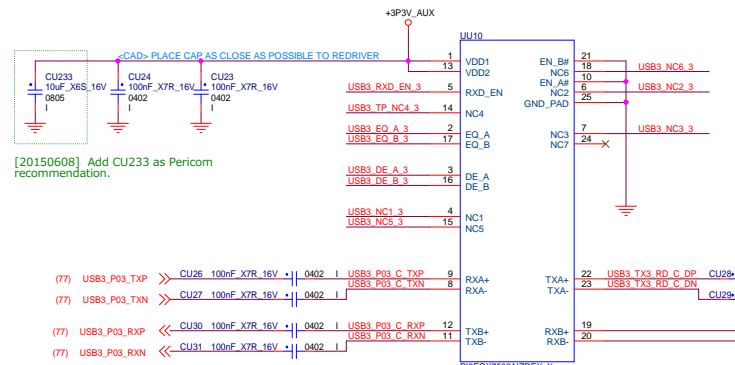 +3P3V_AUX
UU10
<CAD> PLACE CAP AS CLOSE AS POSSIBLE TO REDRIVER
CU233
10uF_X6S_16V
0805
I
CU24
100nF_X7R_16V
0402
I
CU23
100nF_X7R_16V
0402
I
[20150608] Add CU233 as Pericom
recommendation.
1 VDD1
13 VDD2
USB3_RXD_EN_3 5 RXD_EN
USB3_TP_NC4_3 14 NC4
USB3_EQ_A_3 2 EQ_A
USB3_EQ_B_3 17 EQ_B
USB3_DE_A_3 3 DE_A
USB3_DE_B_3 16 DE_B
USB3_NC1_3 4 NC1
USB3_NC5_3 15 NC5
EN_B# 21
NC6 18 USB3_NC6_3
EN_A# 10
NC2 6 USB3_NC2_3
GND_PAD 25
NC3 7 USB3_NC3_3
NC7 24
(77) USB3_P03_TXP CU26 100nF_X7R_16V 0402 I USB3_P03_C_TXP 9 RXA+
(77) USB3_P03_TXN CU27 100nF_X7R_16V 0402 I USB3_P03_C_TXN 8 RXA-
TXA+ 22 USB3_TX3_RD_C_DP CU28
TXA- 23 USB3_TX3_RD_C_DN CU29
(77) USB3_P03_RXP CU30 100nF_X7R_16V 0402 I USB3_P03_C_RXP 12 TXB+
(77) USB3_P03_RXN CU31 100nF_X7R_16V 0402 I USB3_P03_C_RXN 11 TXB-
RXB+ 19
RXB- 20